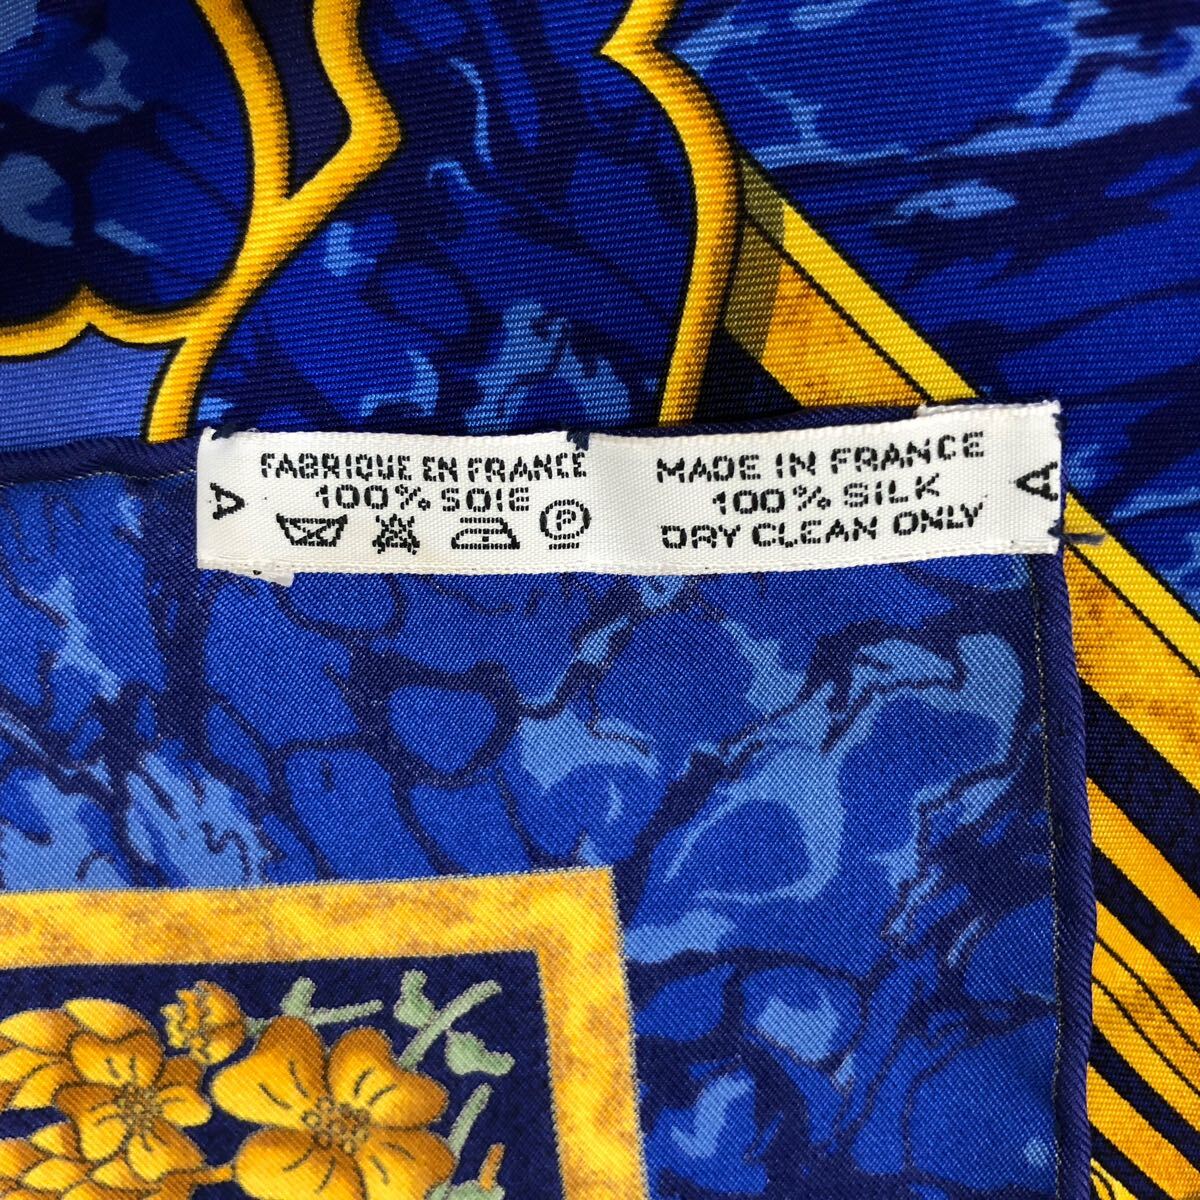 FABRIQUE EN FRANCE
100% SOIE
P
A
MADE IN FRANCE
100% SILK
DRY CLEAN ONLY
A